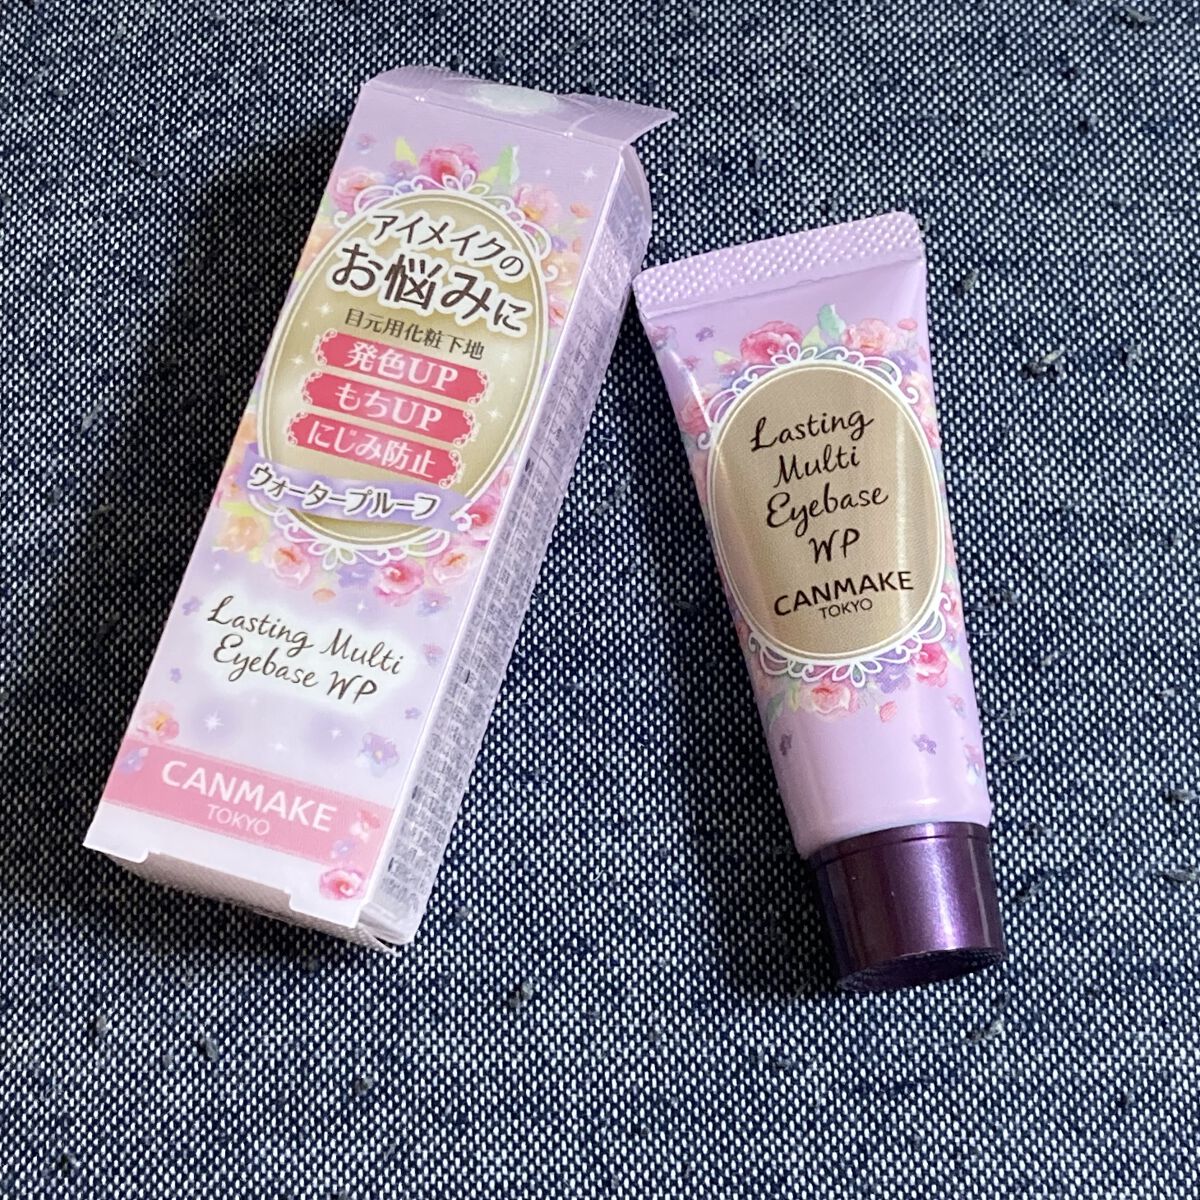 アイメイクの
お悩みに
目元用化粧下地
発色UP
もちUP
にじみ防止
ウォータープルーフ
Lasting Multi
Eyebase WP
CANMAKE
TOKYO
Lasting
Multi
Eyebase
WP
CANMAKE
TOKYO